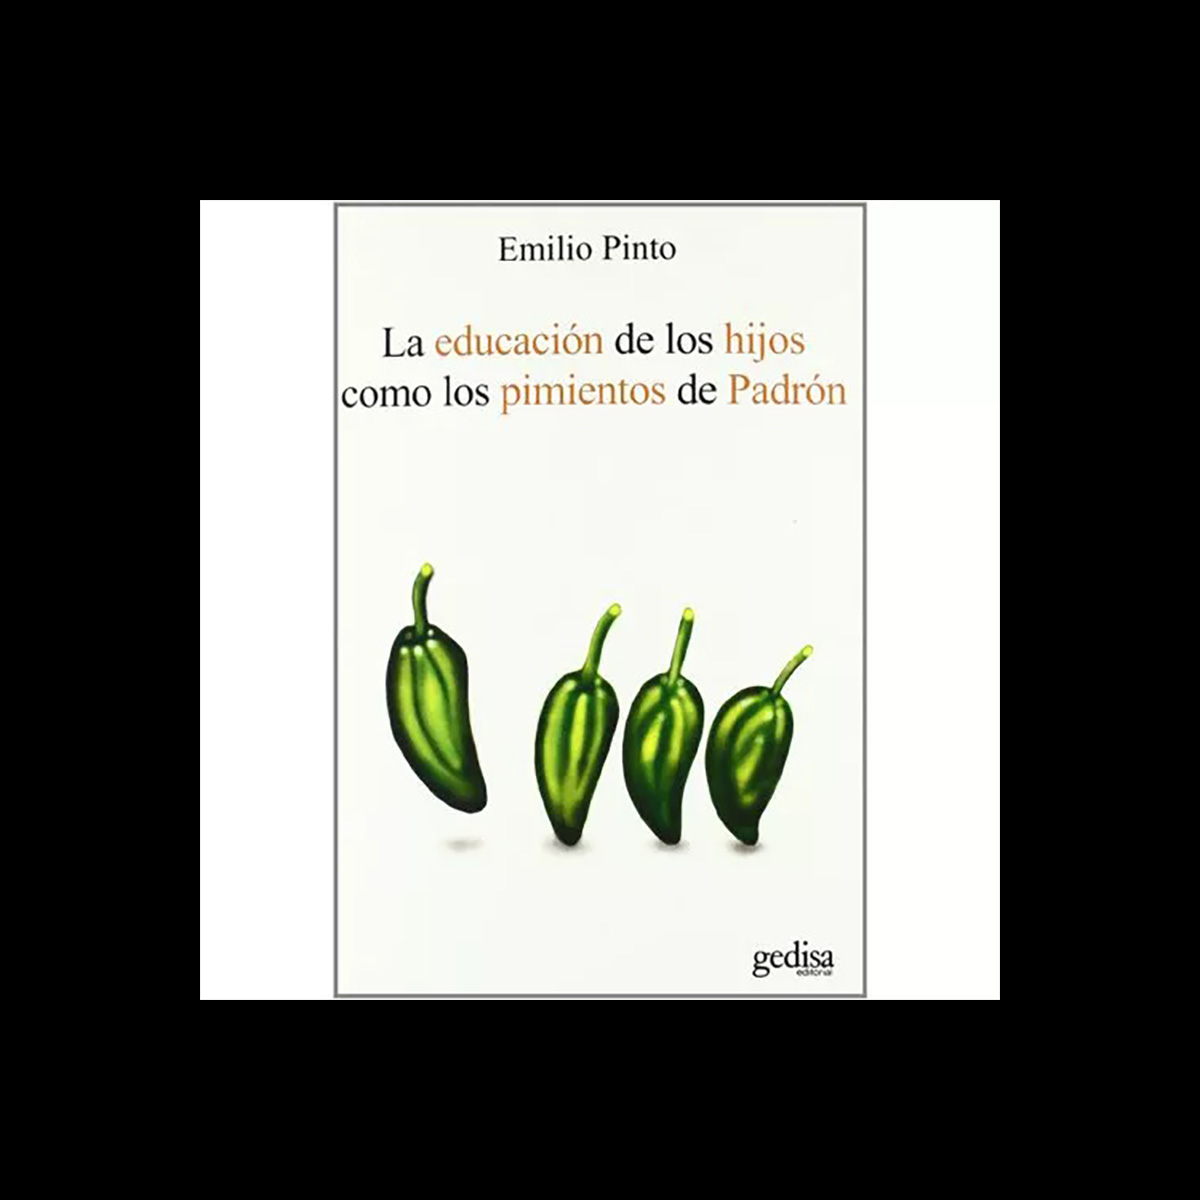 Emilio Pinto
La educación de los hijos
como los pimientos de Padrón
gedisa
editorial